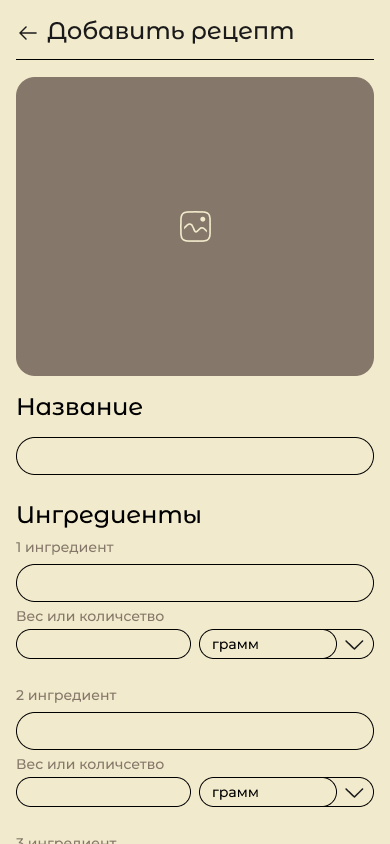 Добавить рецепт
Название
Ингредиенты
1 ингредиент
Вес или количсетво
грамм
2 ингредиент
Вес или количсетво
грамм
3 ингредиент